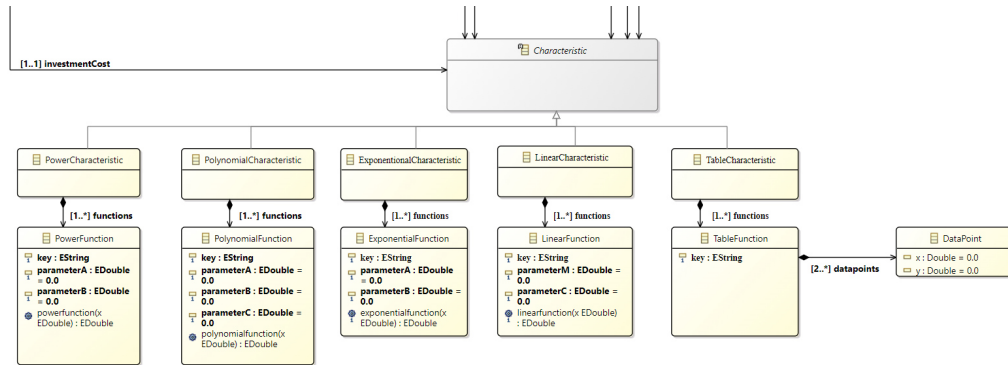 Characteristic
[1..1] investmentCost
PowerCharacteristic
PolynomialCharacteristic
ExponentionalCharacteristic
LinearCharacteristic
TableCharacteristic
[1..*] functions
[1..*] functions
[1..*] functions
[1..*] functions
[1..*] functions
PowerFunction
key : EString
parameterA : EDouble
= 0.0
parameterB : EDouble
= 0.0
powerfunction(x
EDouble) : EDouble
PolynomialFunction
key : EString
parameterA : EDouble
= 0.0
parameterB : EDouble
= 0.0
parameterC : EDouble
= 0.0
polynomialfunction(x
EDouble) : EDouble
ExponentialFunction
key : EString
parameterA : EDouble
= 0.0
parameterB : EDouble
= 0.0
exponentialfunction(x
EDouble) : EDouble
LinearFunction
key : EString
parameterM : EDouble
= 0.0
parameterC : EDouble
= 0.0
linearfunction(x EDouble)
: EDouble
TableFunction
key : EString
[2..*] datapoints
DataPoint
x : Double = 0.0
y : Double = 0.0